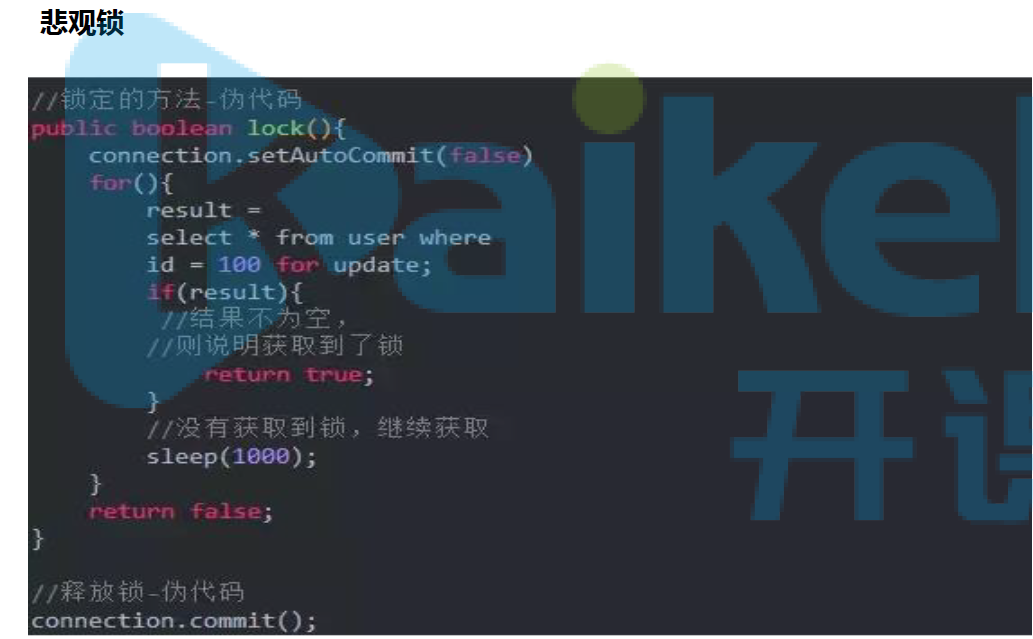 悲观锁
//锁定的方法-伪代码
public boolean lock(){
    connection.setAutoCommit(false)
    for(){
        result =
        select * from user where
        id = 100 for update;
        if(result){
         //结果不为空，
        //则说明获取到了锁
            return true;
        }
        //没有获取到锁，继续获取
        sleep(1000);
    }
    return false;
}
//释放锁-伪代码
connection.commit();
aike
开